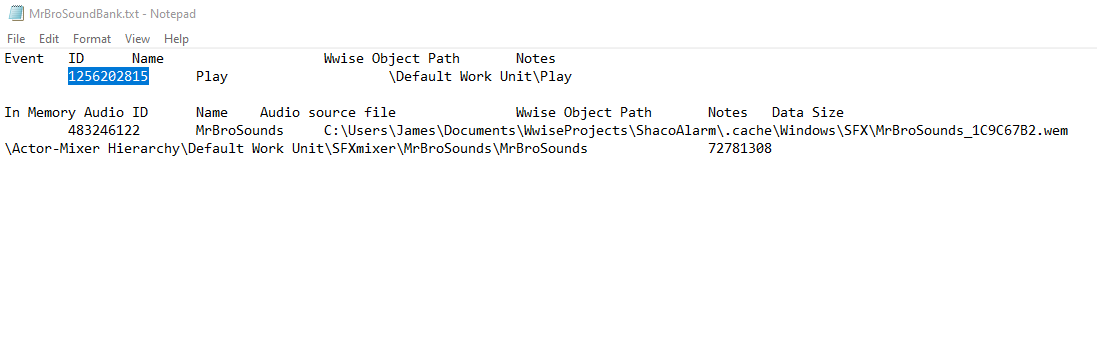 MrBroSoundBank.txt - Notepad
File Edit Format View Help
Event ID Name Wwise Object Path Notes
1256202815 Play \Default Work Unit\Play
In Memory Audio ID Name Audio source file Wwise Object Path Notes Data Size
483246122 MrBroSounds C:\Users\James\Documents\WwiseProjects\ShacoAlarm\.cache\Windows\SFX\MrBroSounds_1C9C67B2.wem
\Actor-Mixer Hierarchy\Default Work Unit\SFXmixer\MrBroSounds\MrBroSounds 72781308